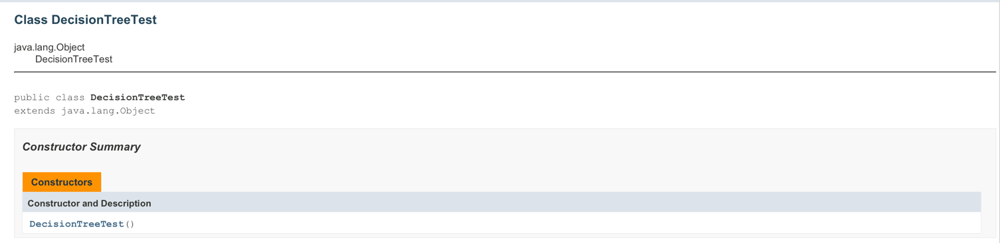 Class DecisionTreeTest
java.lang.Object
DecisionTreeTest
public class DecisionTreeTest
extends java.lang.Object
Constructor Summary
Constructors
Constructor and Description
DecisionTreeTest()